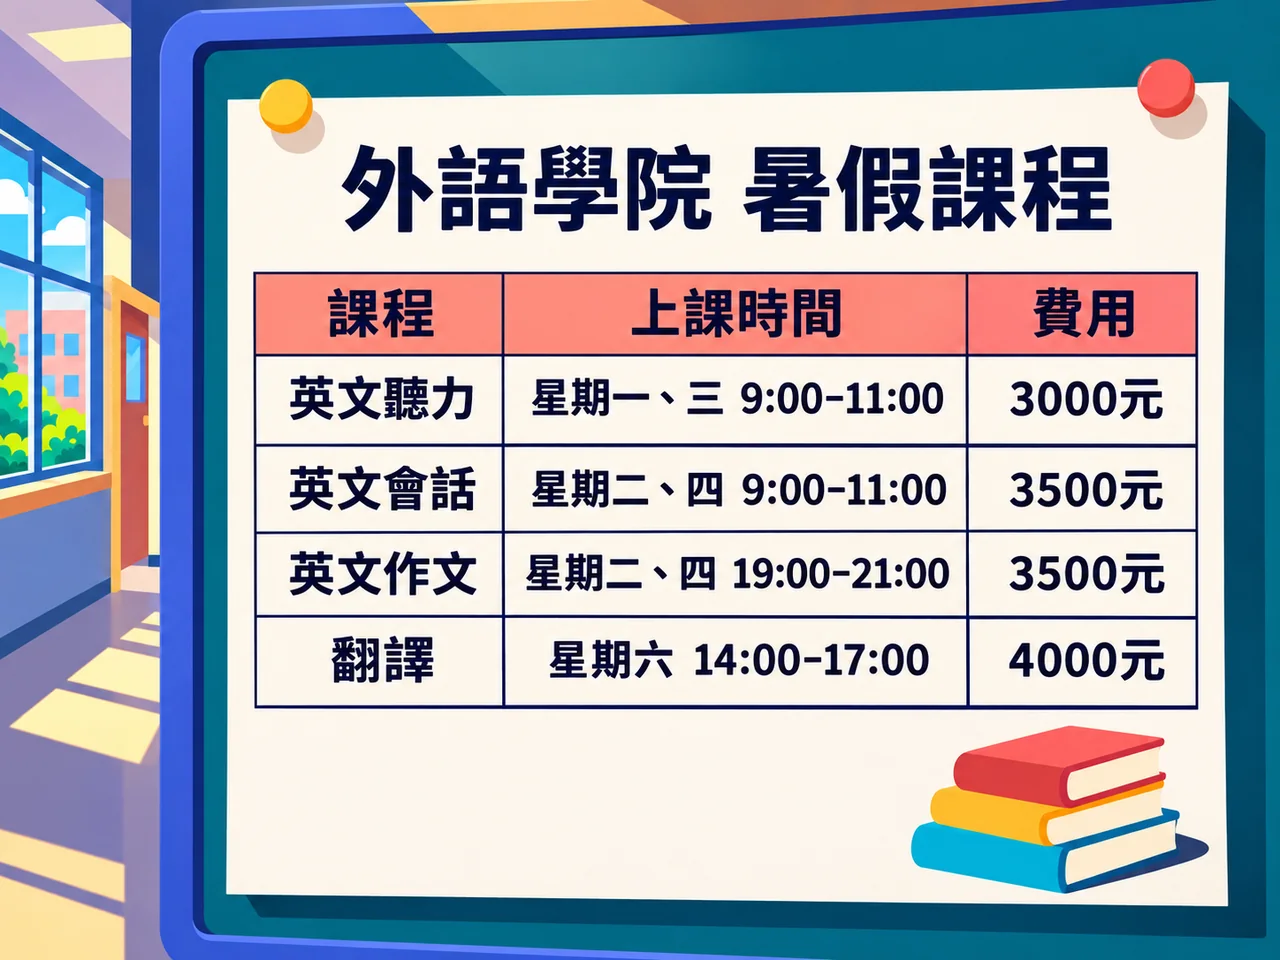 外語學院 暑假課程
課程 上課時間 費用
英文聽力 星期一、三 9:00-11:00 3000元
英文會話 星期二、四 9:00-11:00 3500元
英文作文 星期二、四 19:00-21:00 3500元
翻譯 星期六 14:00-17:00 4000元